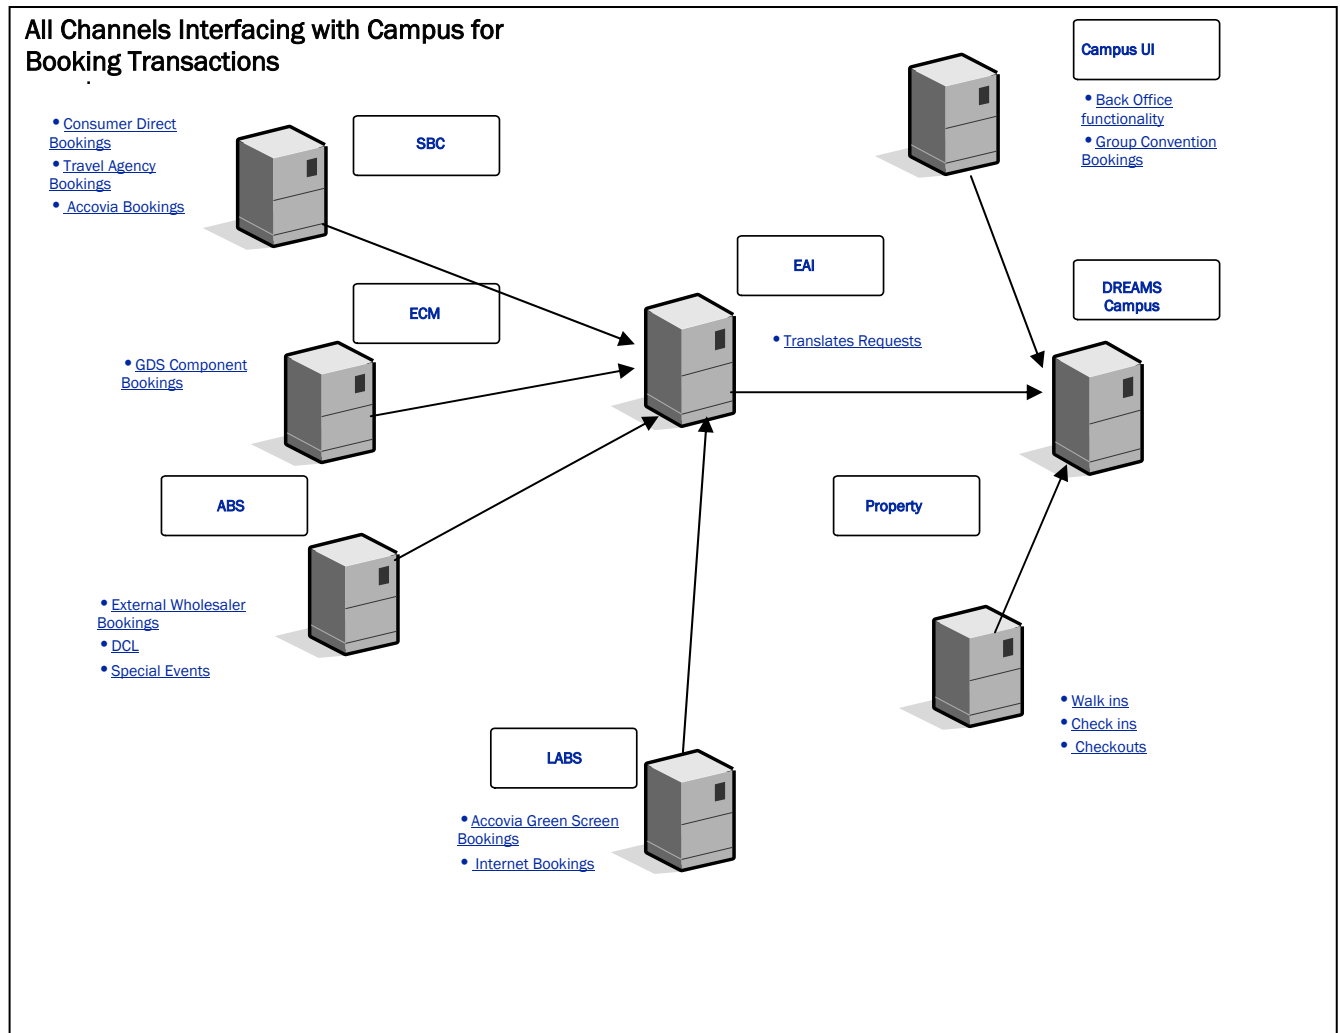 All Channels Interfacing with Campus for
Booking Transactions
.
• Consumer Direct
Bookings
• Travel Agency
Bookings
• Accovia Bookings
SBC
Campus UI
• Back Office
functionality
• Group Convention
Bookings
EAI
• Translates Requests
DREAMS
Campus
ECM
• GDS Component
Bookings
ABS
• External Wholesaler
Bookings
• DCL
• Special Events
Property
• Walk ins
• Check ins
• Checkouts
LABS
• Accovia Green Screen
Bookings
• Internet Bookings